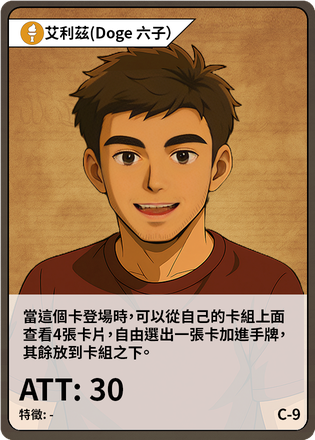 艾利茲(Doge 六子)
當這個卡登場時,可以從自己的卡組上面
查看4張卡片,自由選出一張卡加進手牌,
其餘放到卡組之下。
ATT: 30
特徵: -
C-9